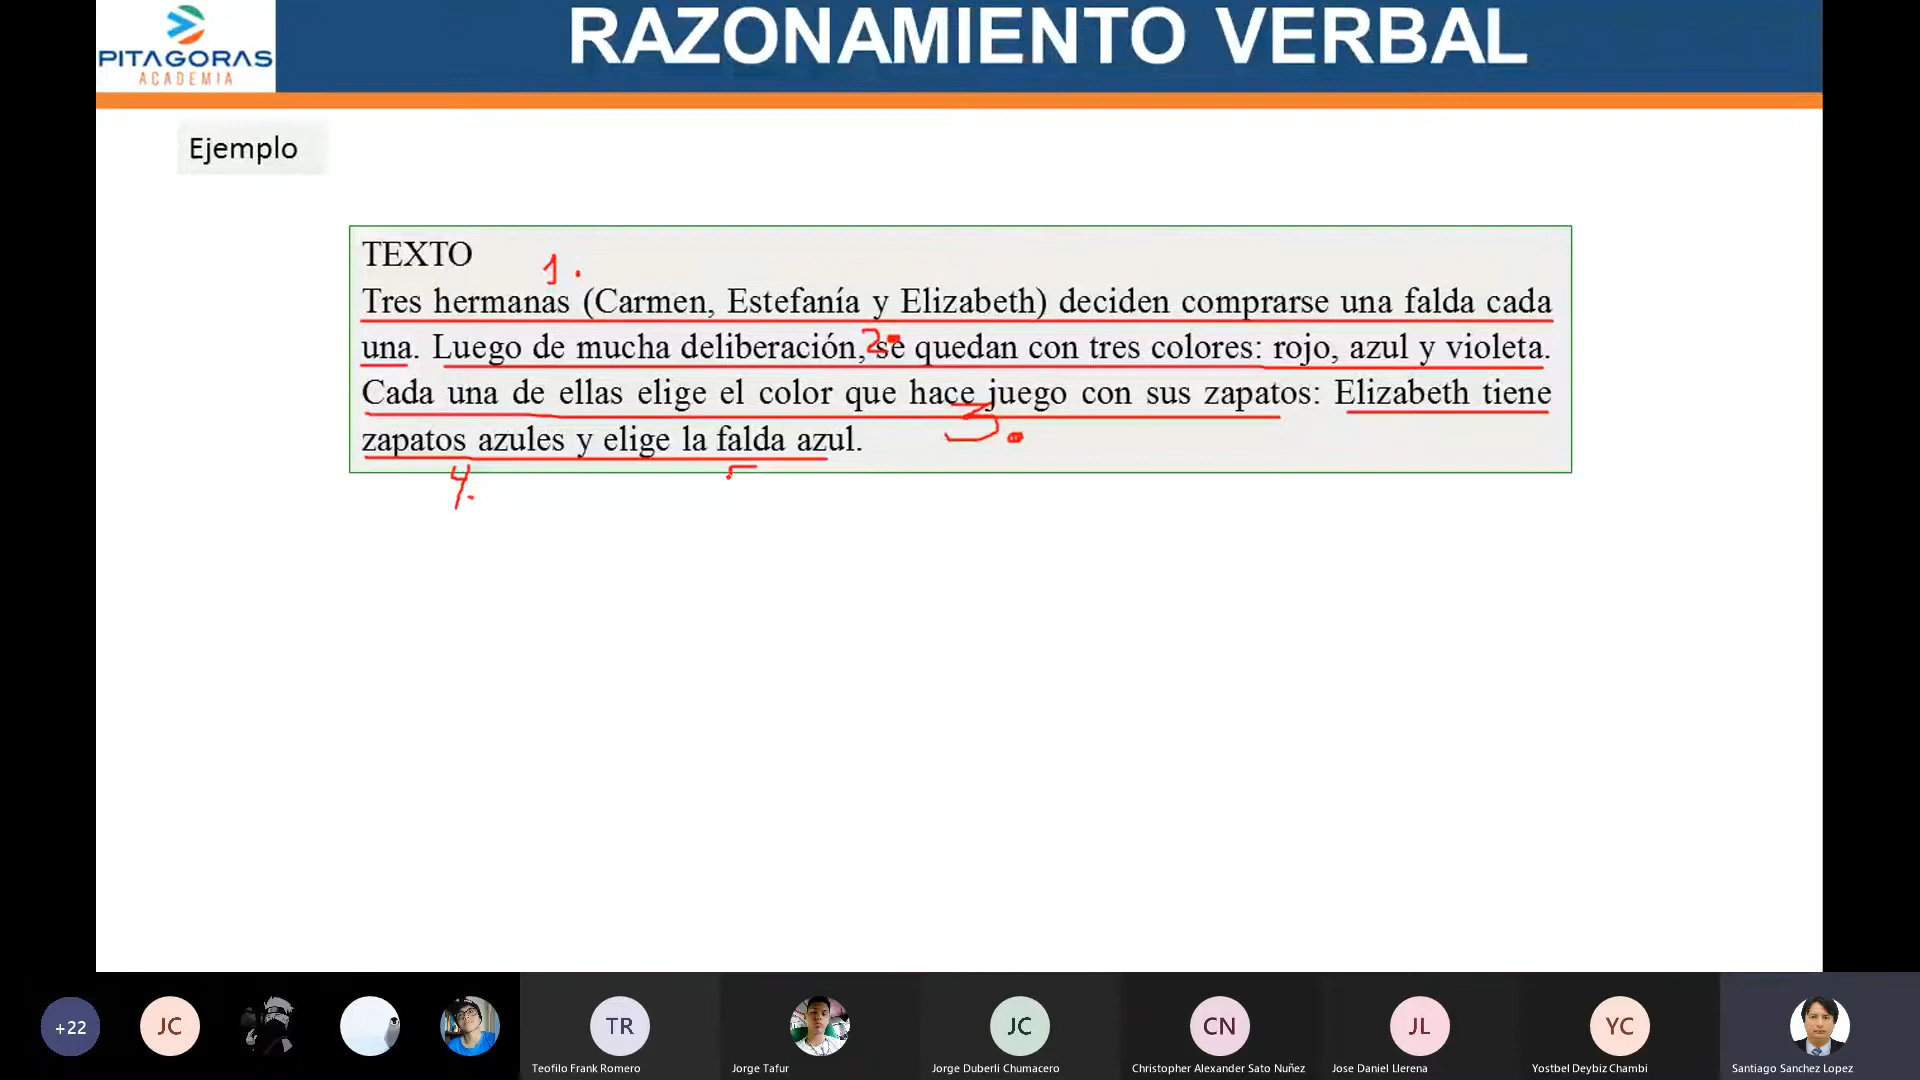 PITAGORAS
ACADEMIA
RAZONAMIENTO VERBAL
Ejemplo
TEXTO
1.
Tres hermanas (Carmen, Estefanía y Elizabeth) deciden comprarse una falda cada
una. Luego de mucha deliberación, se quedan con tres colores: rojo, azul y violeta.
2.
Cada una de ellas elige el color que hace juego con sus zapatos: Elizabeth tiene
3.
zapatos azules y elige la falda azul.
4.
+22
JC
TR
JC
CN
JL
YC
Teofilo Frank Romero
Jorge Tafur
Jorge Duberli Chumacero
Christopher Alexander Sato Nuñez
Jose Daniel Llerena
Yostbel Deybiz Chambi
Santiago Sanchez Lopez